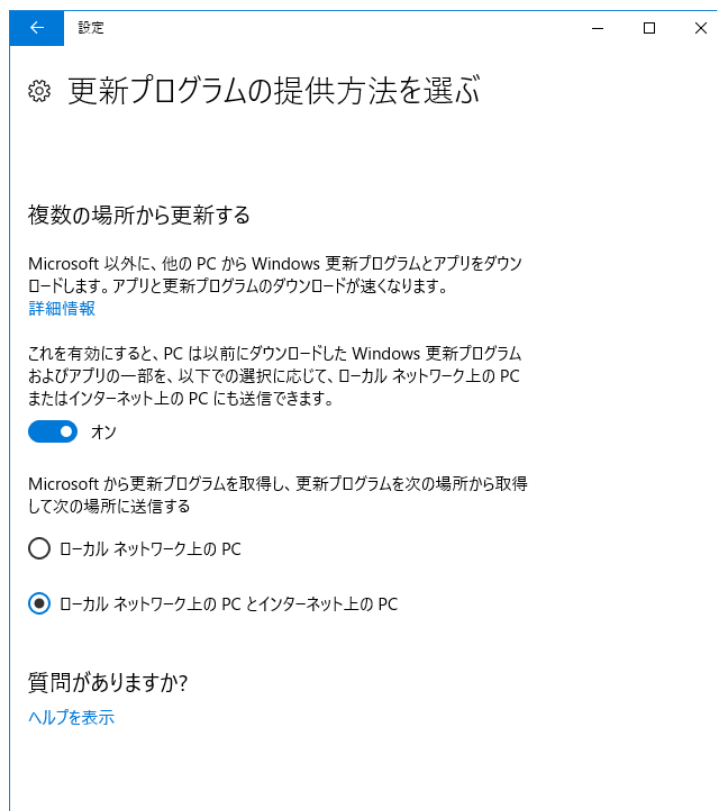 設定
更新プログラムの提供方法を選ぶ
複数の場所から更新する
Microsoft 以外に、他の PC から Windows 更新プログラムとアプリをダウン
ロードします。アプリと更新プログラムのダウンロードが速くなります。
詳細情報
これを有効にすると、PC は以前にダウンロードした Windows 更新プログラム
およびアプリの一部を、以下での選択に応じて、ローカル ネットワーク上の PC
またはインターネット上の PC にも送信できます。
オン
Microsoft から更新プログラムを取得し、更新プログラムを次の場所から取得
して次の場所に送信する
ローカル ネットワーク上の PC
ローカル ネットワーク上の PC とインターネット上の PC
質問がありますか?
ヘルプを表示